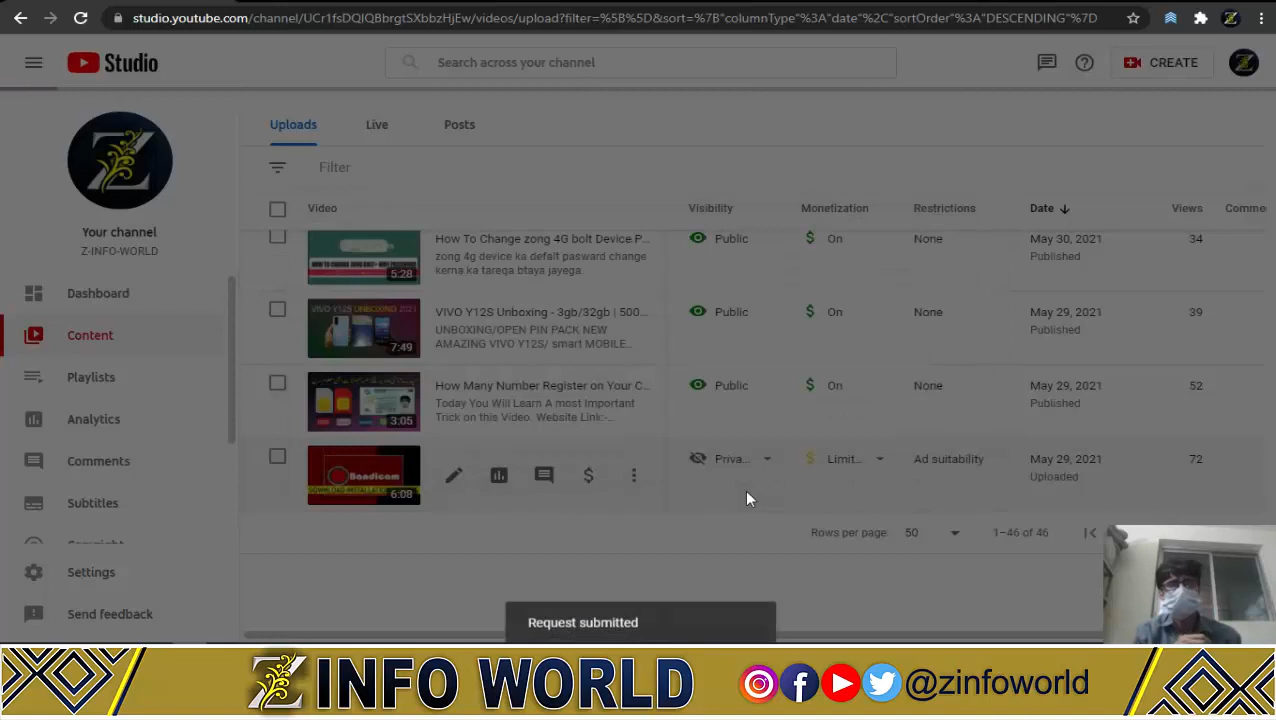 studio.youtube.com/channel/UCr1fsDQIQBbrgtSXbbzHjEw/videos/upload?filter=%5B%5D&sort=%7B"columnType"%3A"date"%2C"sortOrder"%3A"DESCENDING"%7D
Studio
Search across your channel
CREATE
Uploads
Live
Posts
Filter
Your channel
Z-INFO-WORLD
Dashboard
Content
Playlists
Analytics
Comments
Subtitles
Copyright
Settings
Send feedback
Video
Visibility
Monetization
Restrictions
Date
Views
Comme
5:28
How To Change zong 4G bolt Device P...
zong 4g device ka defalt pasward change
kerna ka tareqa btaya jayega.
Public
On
None
May 30, 2021
Published
34
VIVO Y12S UNBOXING 2021
7:49
VIVO Y12S Unboxing - 3gb/32gb | 500...
UNBOXING/OPEN PIN PACK NEW
AMAZING VIVO Y12S/ smart MOBILE...
Public
On
None
May 29, 2021
Published
39
3:05
How Many Number Register on Your C...
Today You Will Learn A most Important
Trick on this Video. Website Link:-...
Public
On
None
May 29, 2021
Published
52
Bandicam
6:08
Priva...
Limit...
Ad suitability
May 29, 2021
Uploaded
72
Rows per page:
50
1–46 of 46
Request submitted
Z INFO WORLD
@zinfoworld